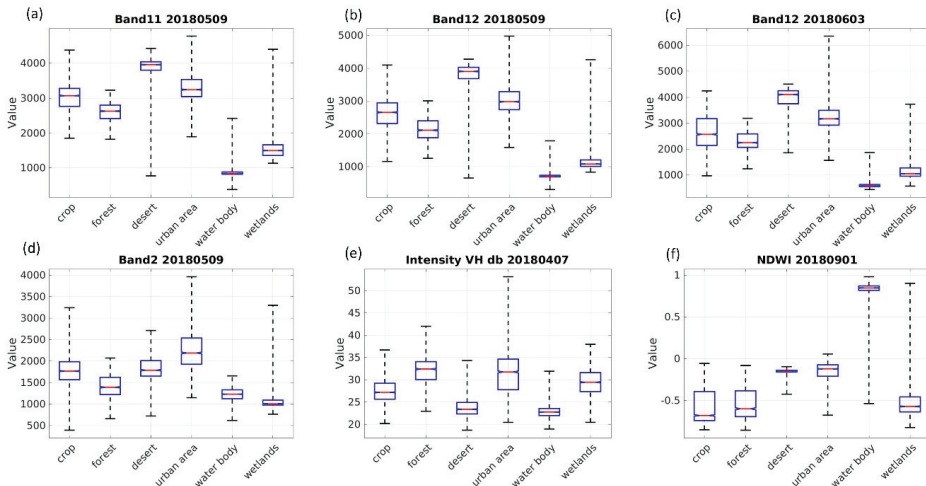 (a)
Band11 20180509
Value
4000
3000
2000
1000
crop
forest
desert
urban area
water body
wetlands
(b)
Band12 20180509
Value
5000
4000
3000
2000
1000
crop
forest
desert
urban area
water body
wetlands
(c)
Band12 20180603
Value
6000
5000
4000
3000
2000
1000
crop
forest
desert
urban area
water body
wetlands
(d)
Band2 20180509
Value
4000
3500
3000
2500
2000
1500
1000
500
crop
forest
desert
urban area
water body
wetlands
(e)
Intensity VH db 20180407
Value
50
45
40
35
30
25
20
crop
forest
desert
urban area
water body
wetlands
(f)
NDWI 20180901
Value
1
0.5
0
-0.5
crop
forest
desert
urban area
water body
wetlands